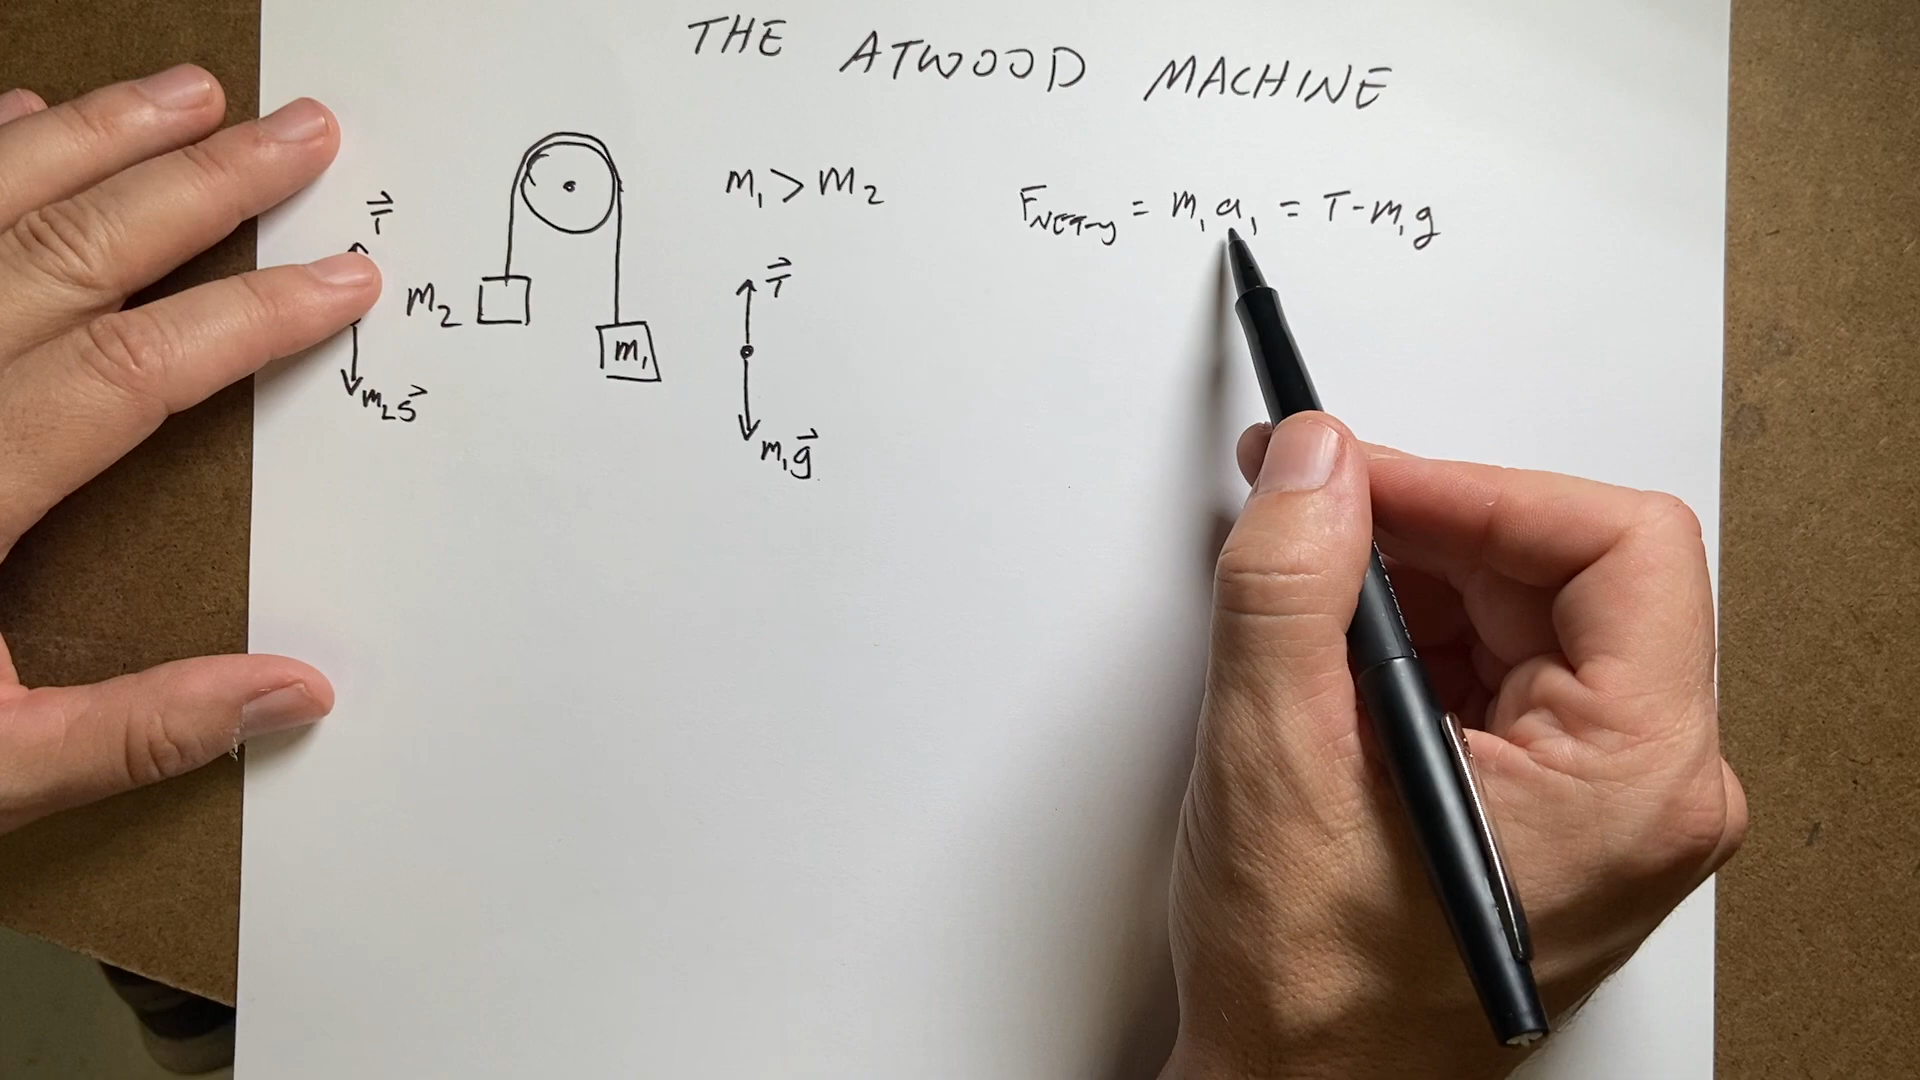 THE ATWOOD MACHINE
m₁ > m₂
F_NET-y = m₁a₁ = T - m₁g
T⃗
m₂
m₁
T⃗
m₂g⃗
m₁g⃗